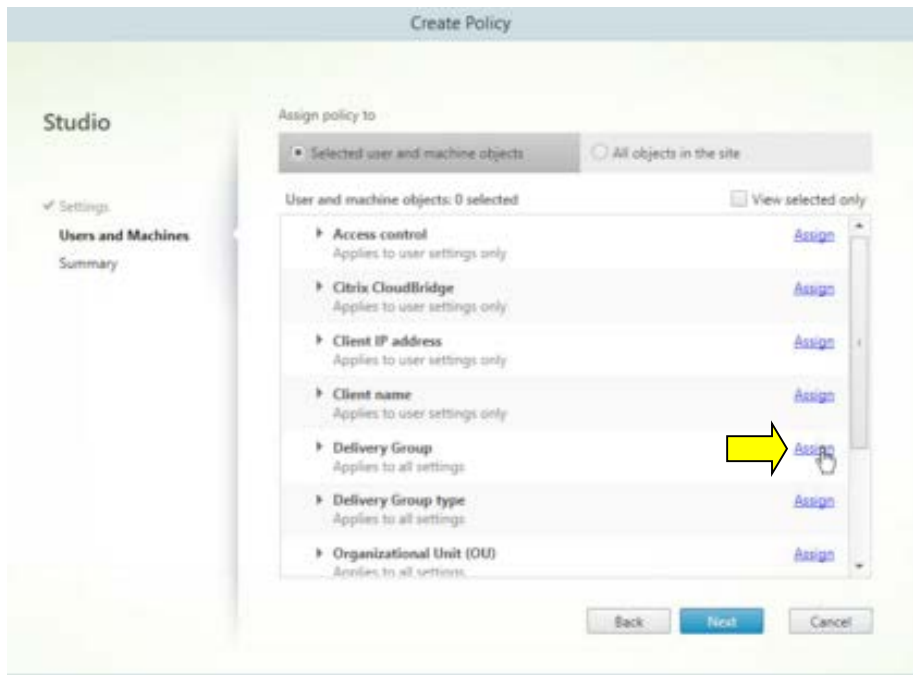 Create Policy
Studio
Settings
Users and Machines
Summary
Assign policy to
Selected user and machine objects
All objects in the site
User and machine objects: 0 selected
View selected only
Access control
Assign
Applies to user settings only
Citrix CloudBridge
Assign
Applies to user settings only
Client IP address
Assign
Applies to user settings only
Client name
Assign
Applies to user settings only
Delivery Group
Assign
Applies to all settings
Delivery Group type
Assign
Applies to all settings
Organizational Unit (OU)
Assign
Applies to all settings
Back
Next
Cancel